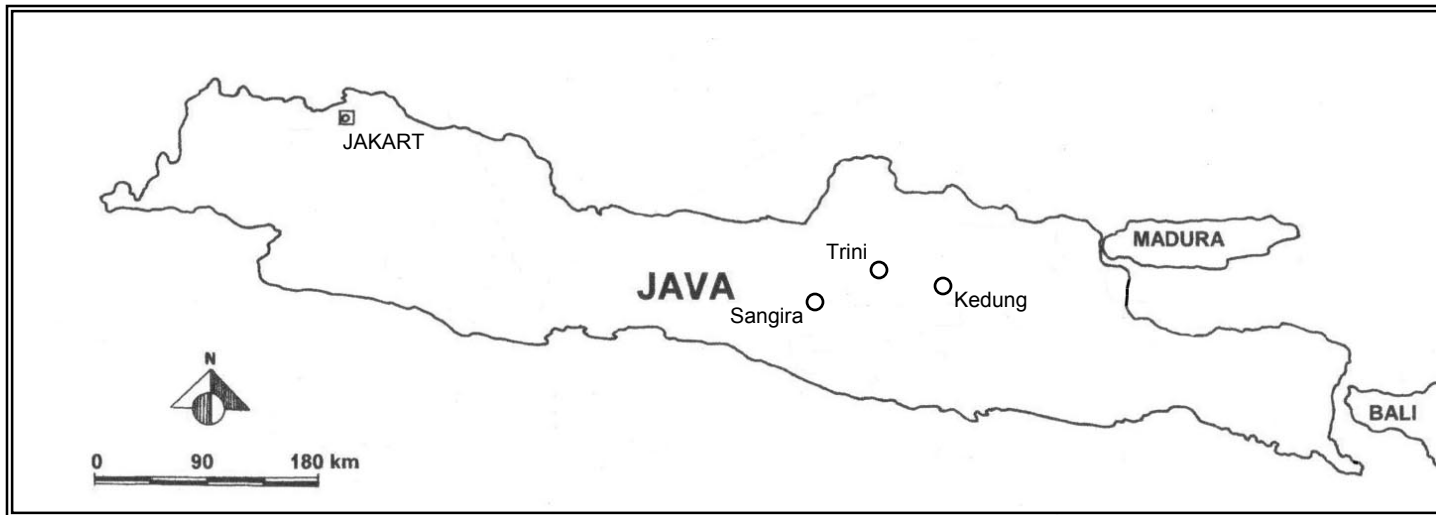 JAKART
MADURA
Trini
JAVA
Kedung
Sangira
N
BALI
0 90 180 km